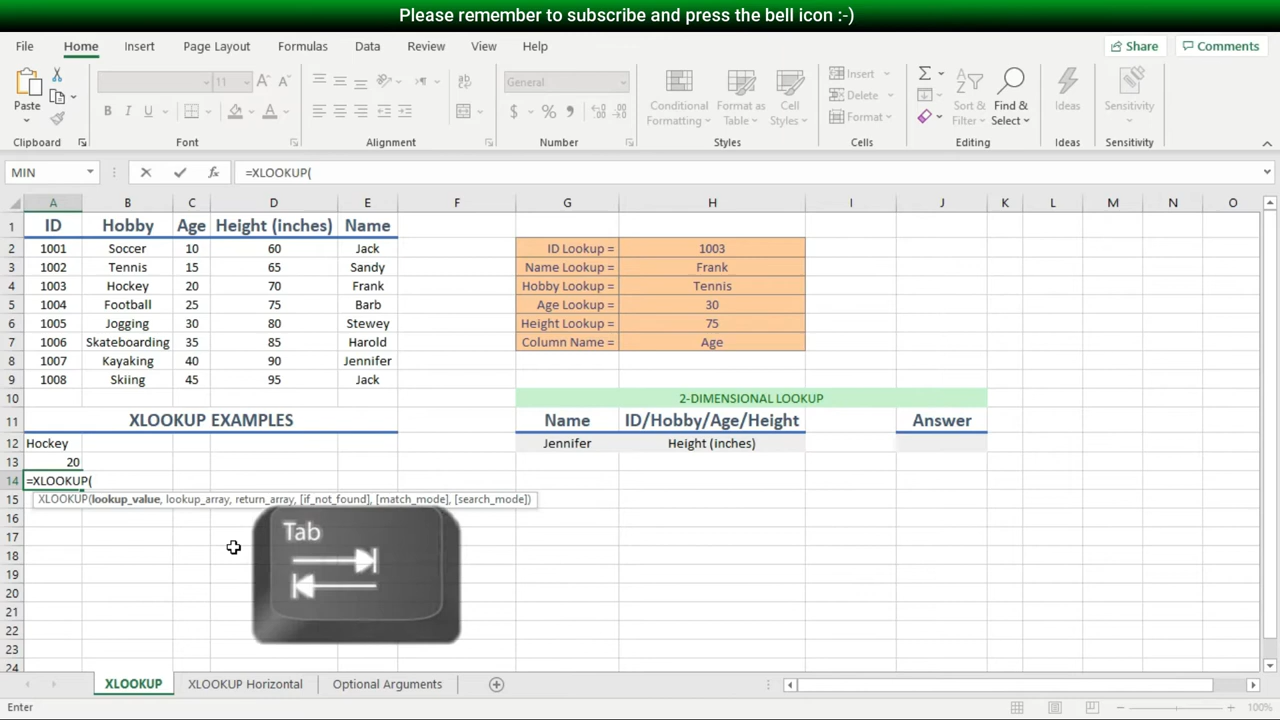 Please remember to subscribe and press the bell icon :-)
File Home Insert Page Layout Formulas Data Review View Help Share Comments
Paste
11
B I U A
A A
ab
General
$ % 9
Conditional Formatting
Format as Table
Cell Styles
Insert
Delete
Format
Sort & Filter
Find & Select
Ideas
Sensitivity
Clipboard Font Alignment Number Styles Cells Editing Ideas Sensitivity
MIN fx =XLOOKUP(
A B C D E F G H I J K L M N O
1 ID Hobby Age Height (inches) Name
2 1001 Soccer 10 60 Jack ID Lookup = 1003
3 1002 Tennis 15 65 Sandy Name Lookup = Frank
4 1003 Hockey 20 70 Frank Hobby Lookup = Tennis
5 1004 Football 25 75 Barb Age Lookup = 30
6 1005 Jogging 30 80 Stewey Height Lookup = 75
7 1006 Skateboarding 35 85 Harold Column Name = Age
8 1007 Kayaking 40 90 Jennifer
9 1008 Skiing 45 95 Jack
10 2-DIMENSIONAL LOOKUP
11 XLOOKUP EXAMPLES Name ID/Hobby/Age/Height Answer
12 Hockey Jennifer Height (inches)
13 20
14 =XLOOKUP(
15 XLOOKUP(lookup_value, lookup_array, return_array, [if_not_found], [match_mode], [search_mode])
16
17
18
19
20
21
22
23
24
Tab
XLOOKUP XLOOKUP Horizontal Optional Arguments
Enter 100%